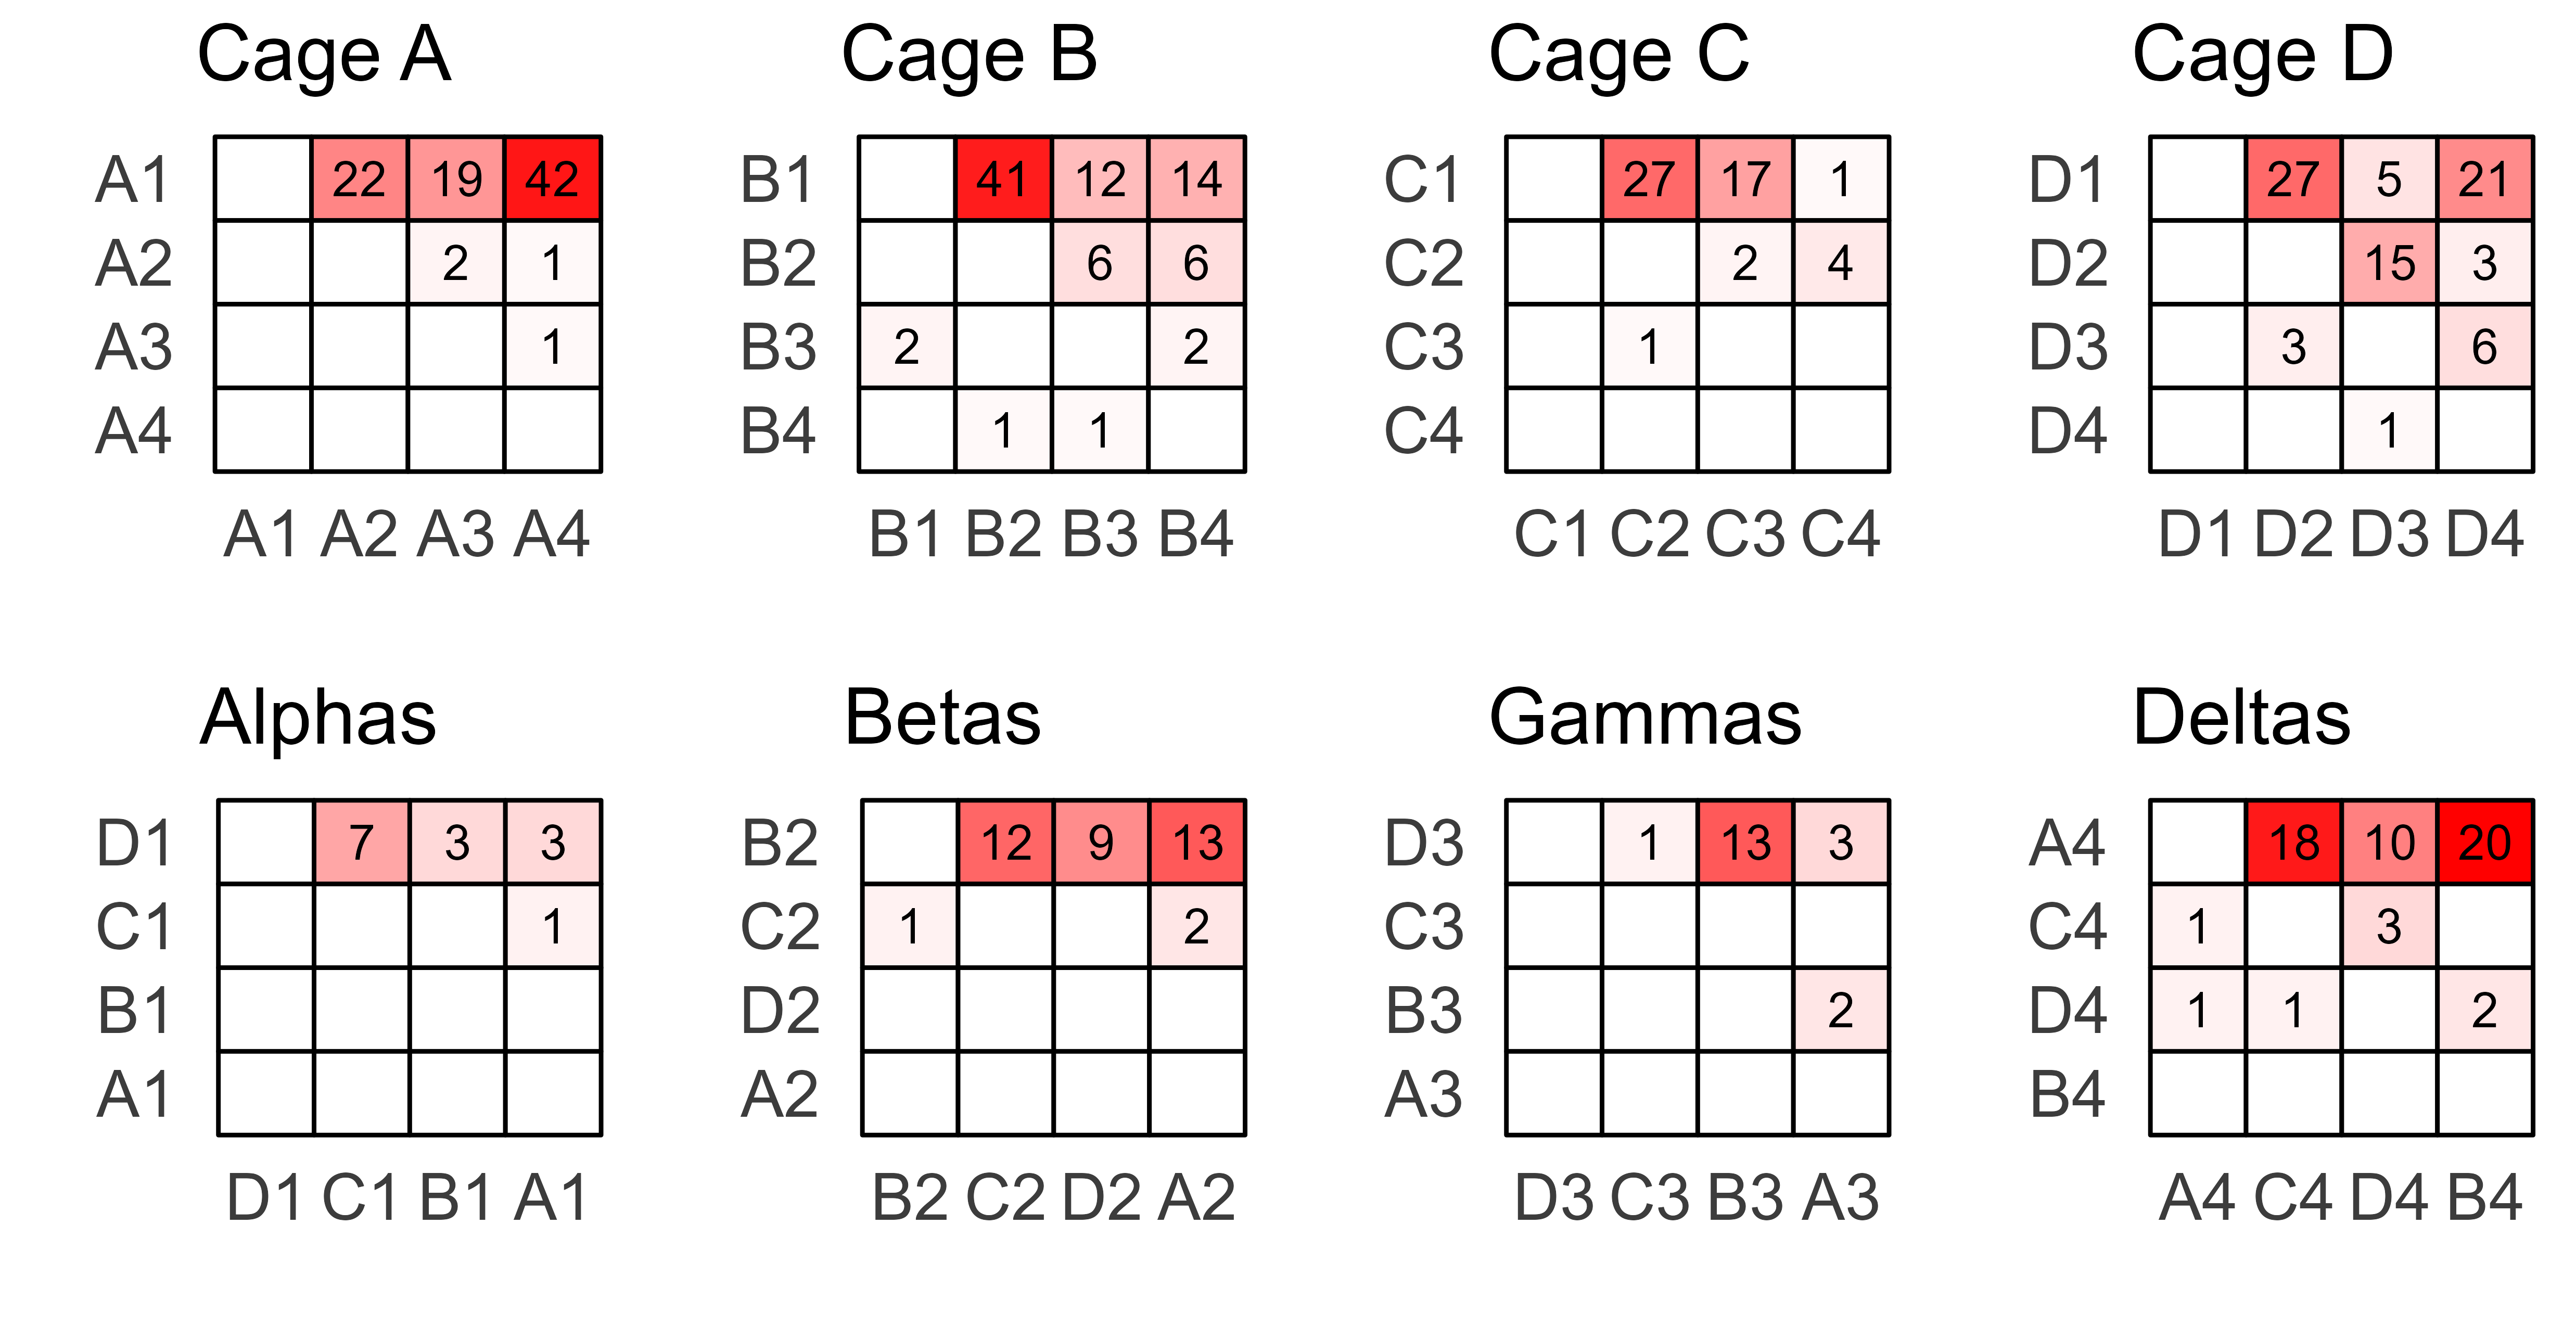 Cage A Cage B Cage C Cage D
A1 22 19 42 B1 41 12 14 C1 27 17 1 D1 27 5 21
A2 2 1 B2 6 6 C2 2 4 D2 15 3
A3 1 B3 2 2 C3 1 D3 3 6
A4 B4 1 1 C4 D4 1
A1 A2 A3 A4 B1 B2 B3 B4 C1 C2 C3 C4 D1 D2 D3 D4
Alphas Betas Gammas Deltas
D1 7 3 3 B2 12 9 13 D3 1 13 3 A4 18 10 20
C1 1 C2 1 2 C3 C4 1 3
B1 D2 B3 2 D4 1 1 2
A1 A2 A3 B4
D1 C1 B1 A1 B2 C2 D2 A2 D3 C3 B3 A3 A4 C4 D4 B4